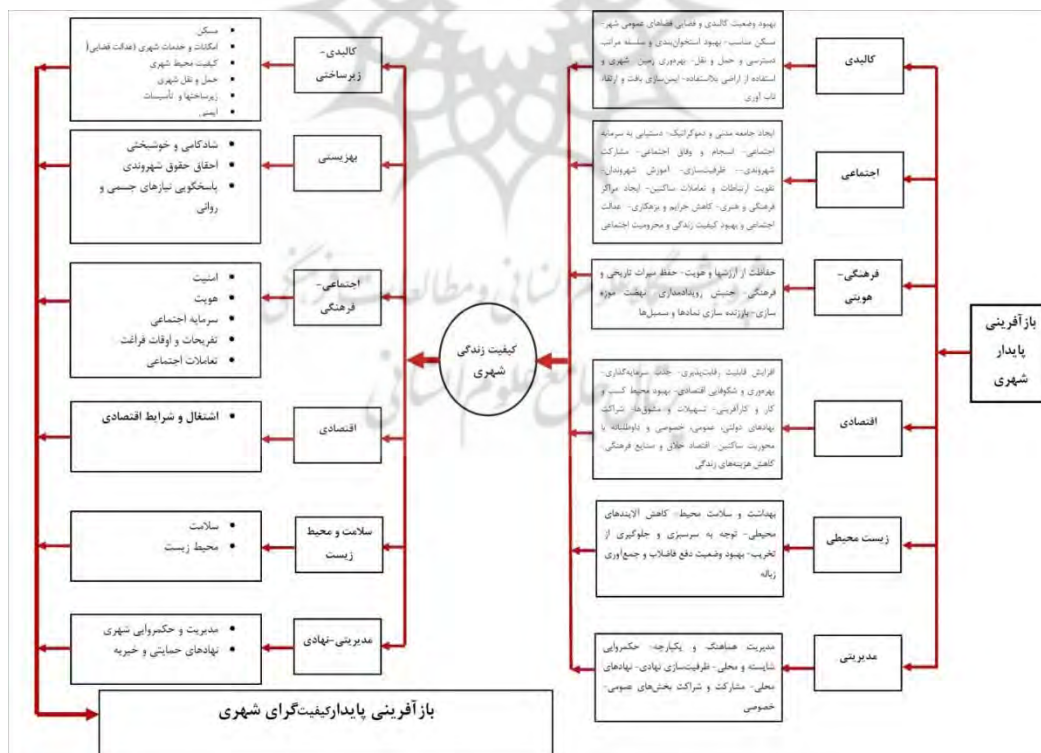 بازآفرینی
پایدار
شهری
کالبدی
اجتماعی
فرهنگی-
هویتی
اقتصادی
زیست محیطی
مدیریتی
بهبود وضعیت کالبدی و فضایی فضاهای عمومی شهر-
مسکن مناسب- بهبود استخوان‌بندی و سلسله مراتب
دسترسی و حمل و نقل- بهره‌وری زمین شهری و
استفاده از اراضی بلااستفاده- ایمن‌سازی بافت و ارتقاء
تاب آوری
ایجاد جامعه مدنی و دموکراتیک- دستیابی به سرمایه
اجتماعی- انسجام و وفاق اجتماعی- مشارکت
شهروندی-- ظرفیت‌سازی- آموزش شهروندان-
تقویت ارتباطات و تعاملات ساکنین- ایجاد مراکز
فرهنگی و هنری- کاهش جرایم و بزهکاری- عدالت
اجتماعی و بهبود کیفیت زندگی و محرومیت اجتماعی
حفاظت از ارزشها و هویت- حفظ میراث تاریخی و
فرهنگی- جنبش رویدادمداری- نهضت موزه
سازی- باززنده سازی نمادها و سمبل‌ها
افزایش قابلیت رقابت‌پذیری- جذب سرمایه‌گذاری-
بهره‌وری و شکوفایی اقتصادی- بهبود محیط کسب و
کار و کارآفرینی- تسهیلات و مشوق‌ها- شراکت
نهادهای دولتی، عمومی، خصوصی و داوطلبانه با
محوریت ساکنین- اقتصاد خلاق و صنایع فرهنگی-
کاهش هزینه‌های زندگی
بهداشت و سلامت محیط- کاهش آلایندهای
محیطی- توجه به سرسبزی و جلوگیری از
تخریب- بهبود وضعیت دفع فاضلاب و جمع‌آوری
زباله
مدیریت هماهنگ و یکپارچه- حکمروایی
شایسته و محلی- ظرفیت‌سازی نهادی- نهادهای
محلی- مشارکت و شراکت بخش‌های عمومی-
خصوصی
کیفیت زندگی
شهری
کالبدی-
زیرساختی
بهزیستی
اجتماعی-
فرهنگی
اقتصادی
سلامت و محیط
زیست
مدیریتی-نهادی
مسکن
امکانات و خدمات شهری (عدالت فضایی)
کیفیت محیط شهری
حمل و نقل شهری
زیرساختها و تأسیسات
ایمنی
شادکامی و خوشبختی
احقاق حقوق شهروندی
پاسخگویی نیازهای جسمی و
روانی
امنیت
هویت
سرمایه اجتماعی
تفریحات و اوقات فراغت
تعاملات اجتماعی
اشتغال و شرایط اقتصادی
سلامت
محیط زیست
مدیریت و حکمروایی شهری
نهادهای حمایتی و خیریه
بازآفرینی پایدارکیفیت‌گرای شهری
پژوهشگاه علوم انسانی و مطالعات فرهنگی
جامع علوم انسانی